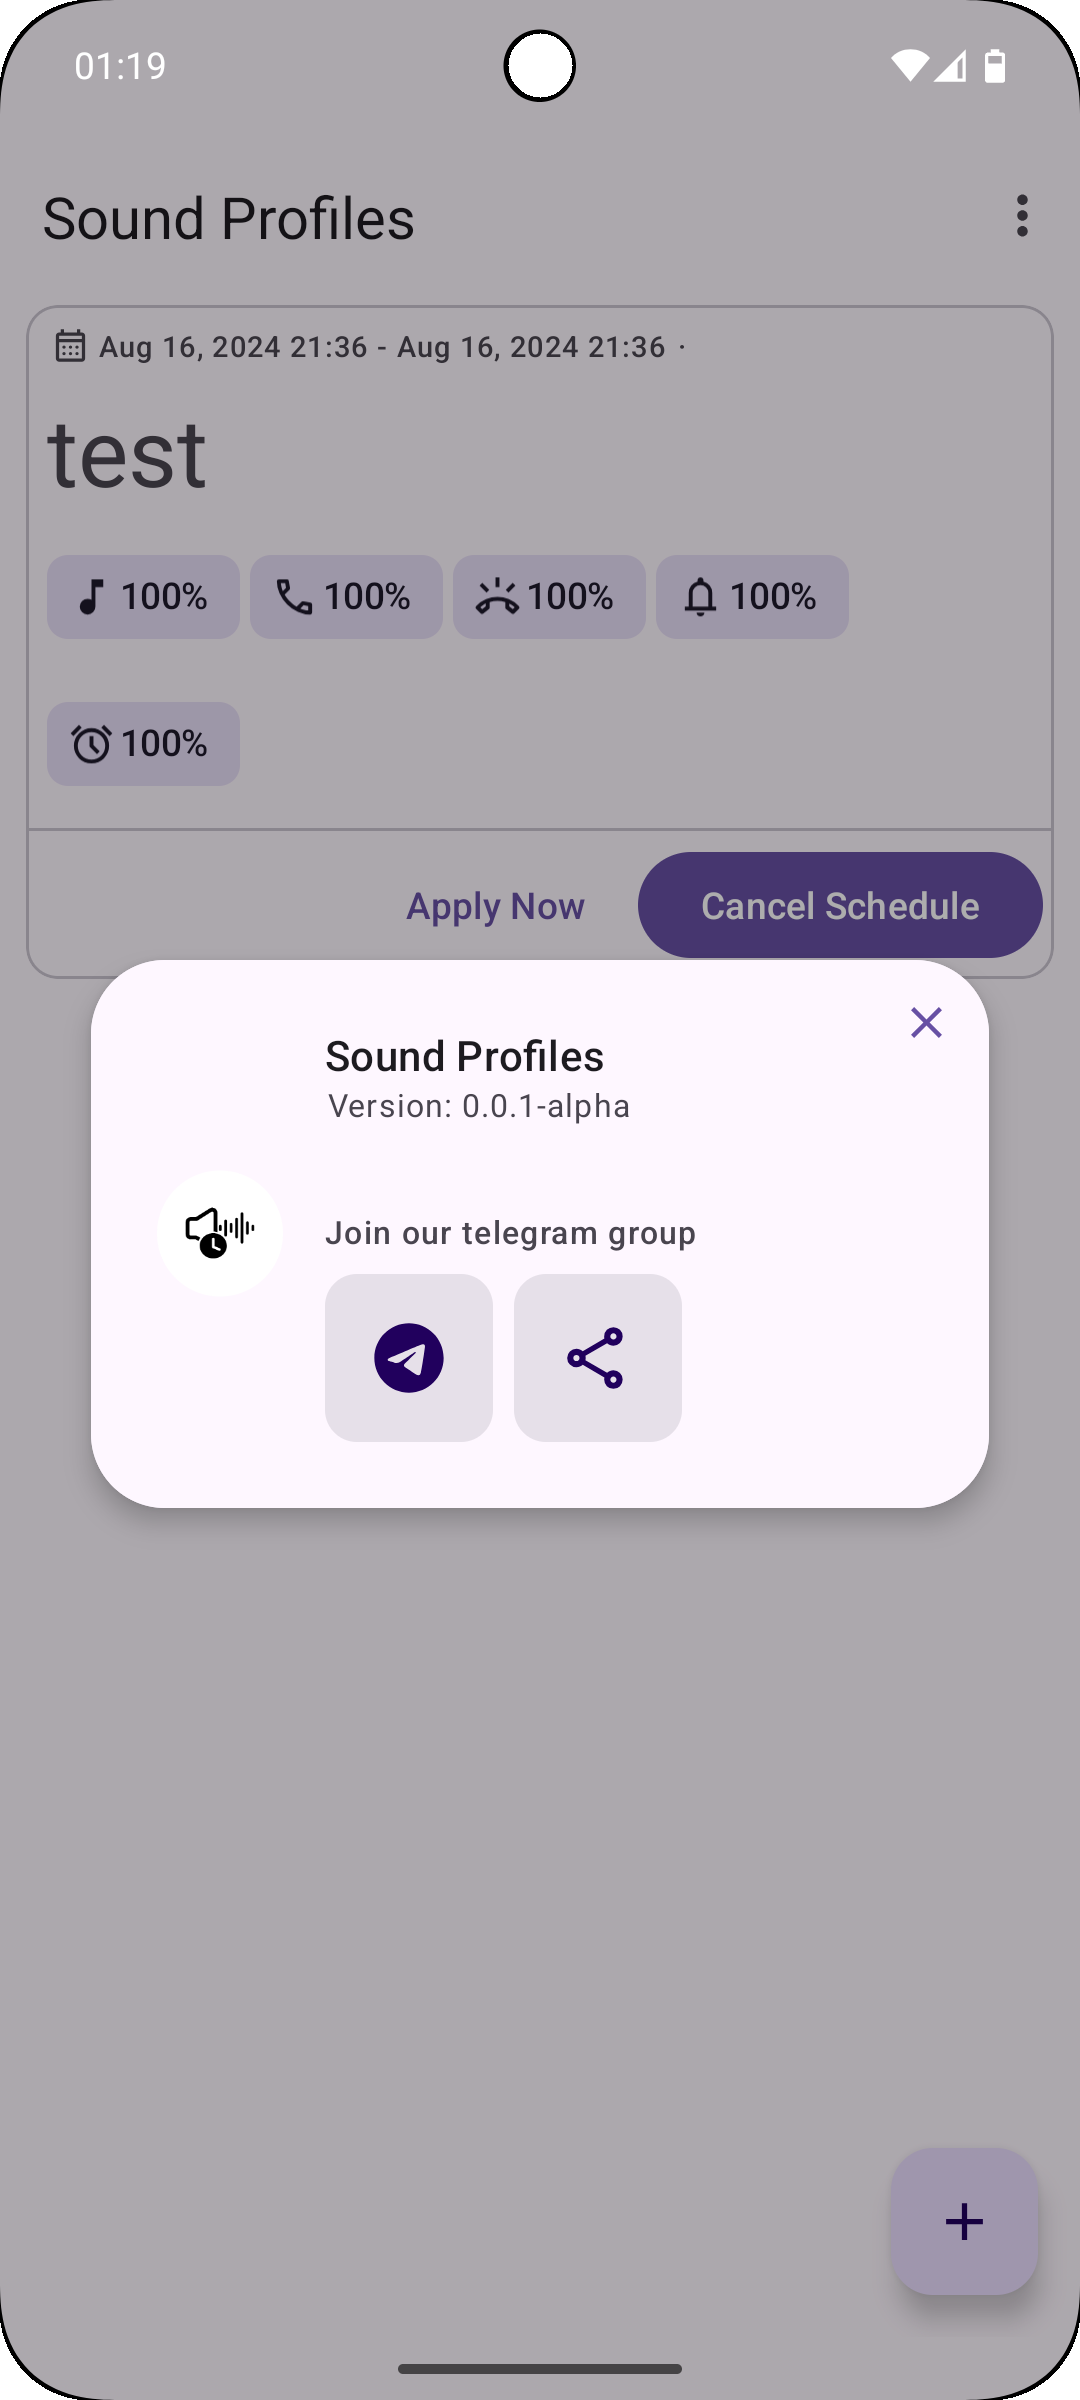 01:19
Sound Profiles
Aug 16, 2024 21:36 - Aug 16, 2024 21:36 ·
test
100% 100% 100% 100%
100%
Apply Now Cancel Schedule
Sound Profiles
Version: 0.0.1-alpha
Join our telegram group